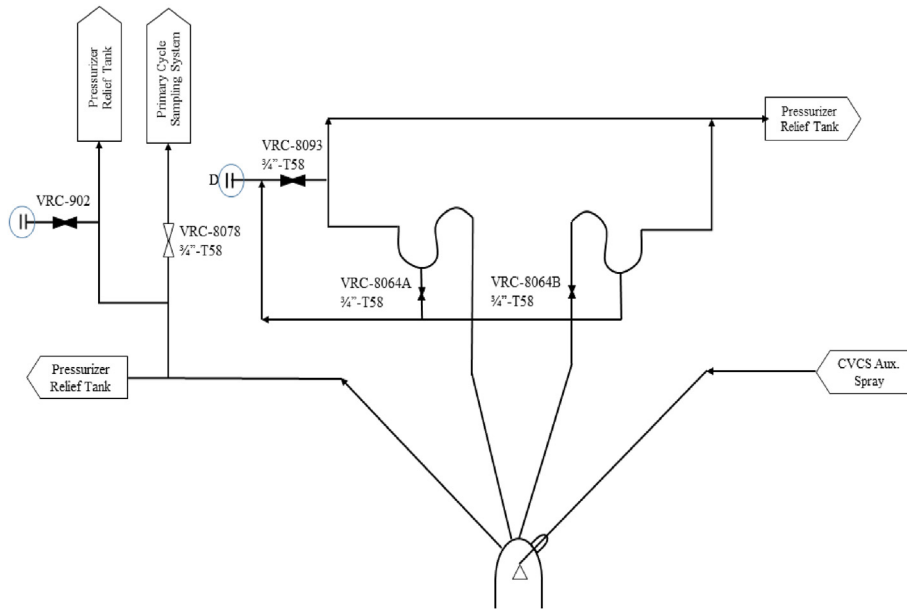 Pressurizer
Relief Tank
Primary Cycle
Sampling System
Pressurizer
Relief Tank
VRC-8093
¾”-T58
D
VRC-902
VRC-8078
¾”-T58
VRC-8064A
¾”-T58
VRC-8064B
¾”-T58
Pressurizer
Relief Tank
CVCS Aux.
Spray